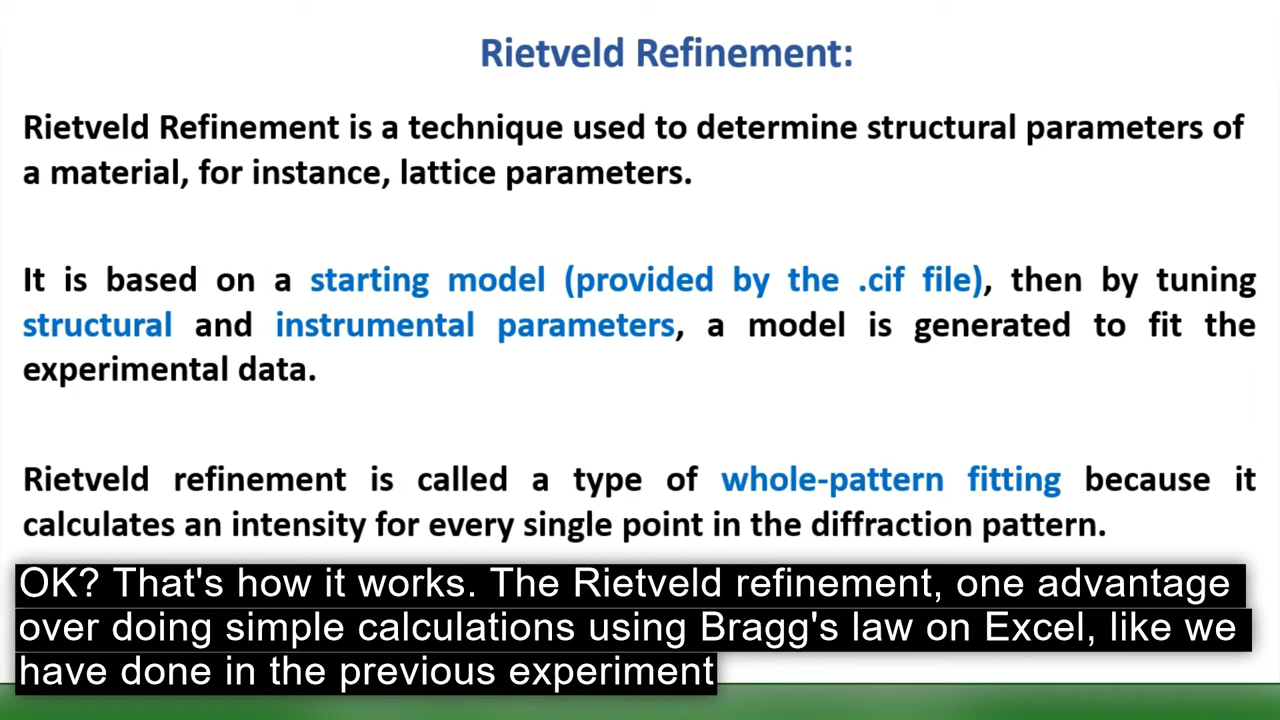 Rietveld Refinement:
Rietveld Refinement is a technique used to determine structural parameters of
a material, for instance, lattice parameters.
It is based on a starting model (provided by the .cif file), then by tuning
structural and instrumental parameters, a model is generated to fit the
experimental data.
Rietveld refinement is called a type of whole-pattern fitting because it
calculates an intensity for every single point in the diffraction pattern.
OK? That's how it works. The Rietveld refinement, one advantage
over doing simple calculations using Bragg's law on Excel, like we
have done in the previous experiment